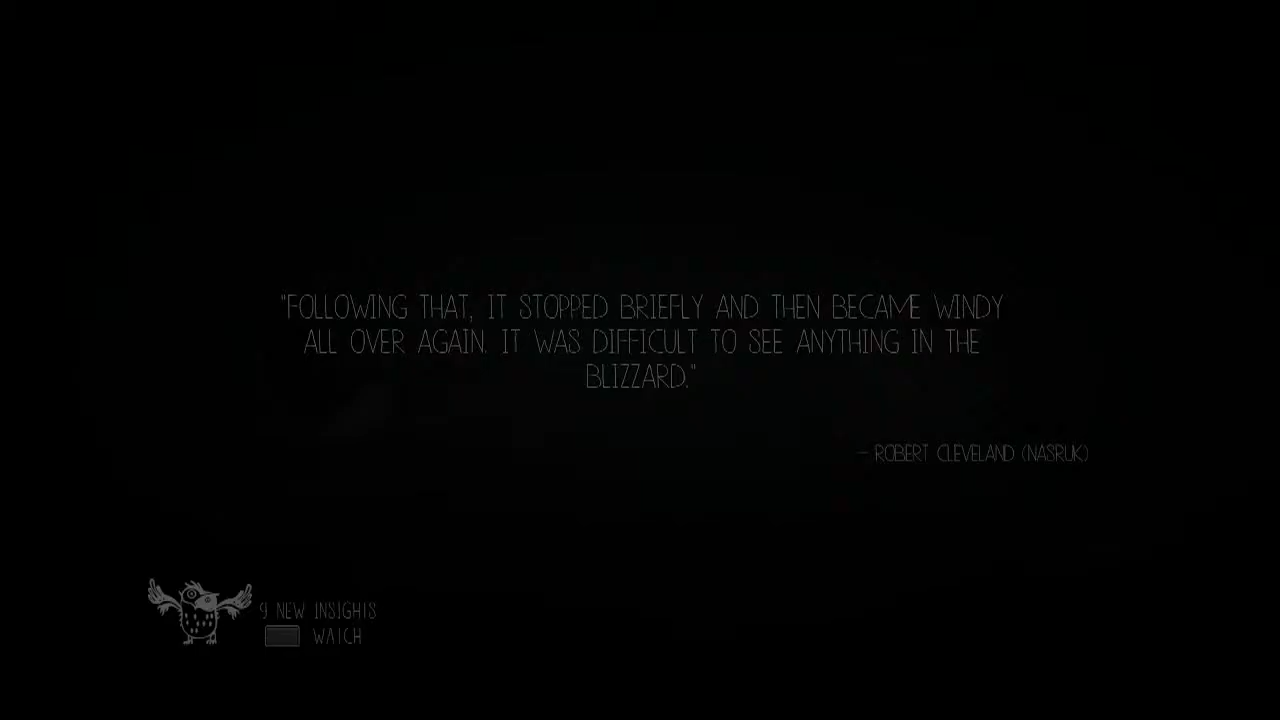 "FOLLOWING THAT, IT STOPPED BRIEFLY AND THEN BECAME WINDY
ALL OVER AGAIN. IT WAS DIFFICULT TO SEE ANYTHING IN THE
BLIZZARD."
– ROBERT CLEVELAND (NASRUK)
9 NEW INSIGHTS
WATCH